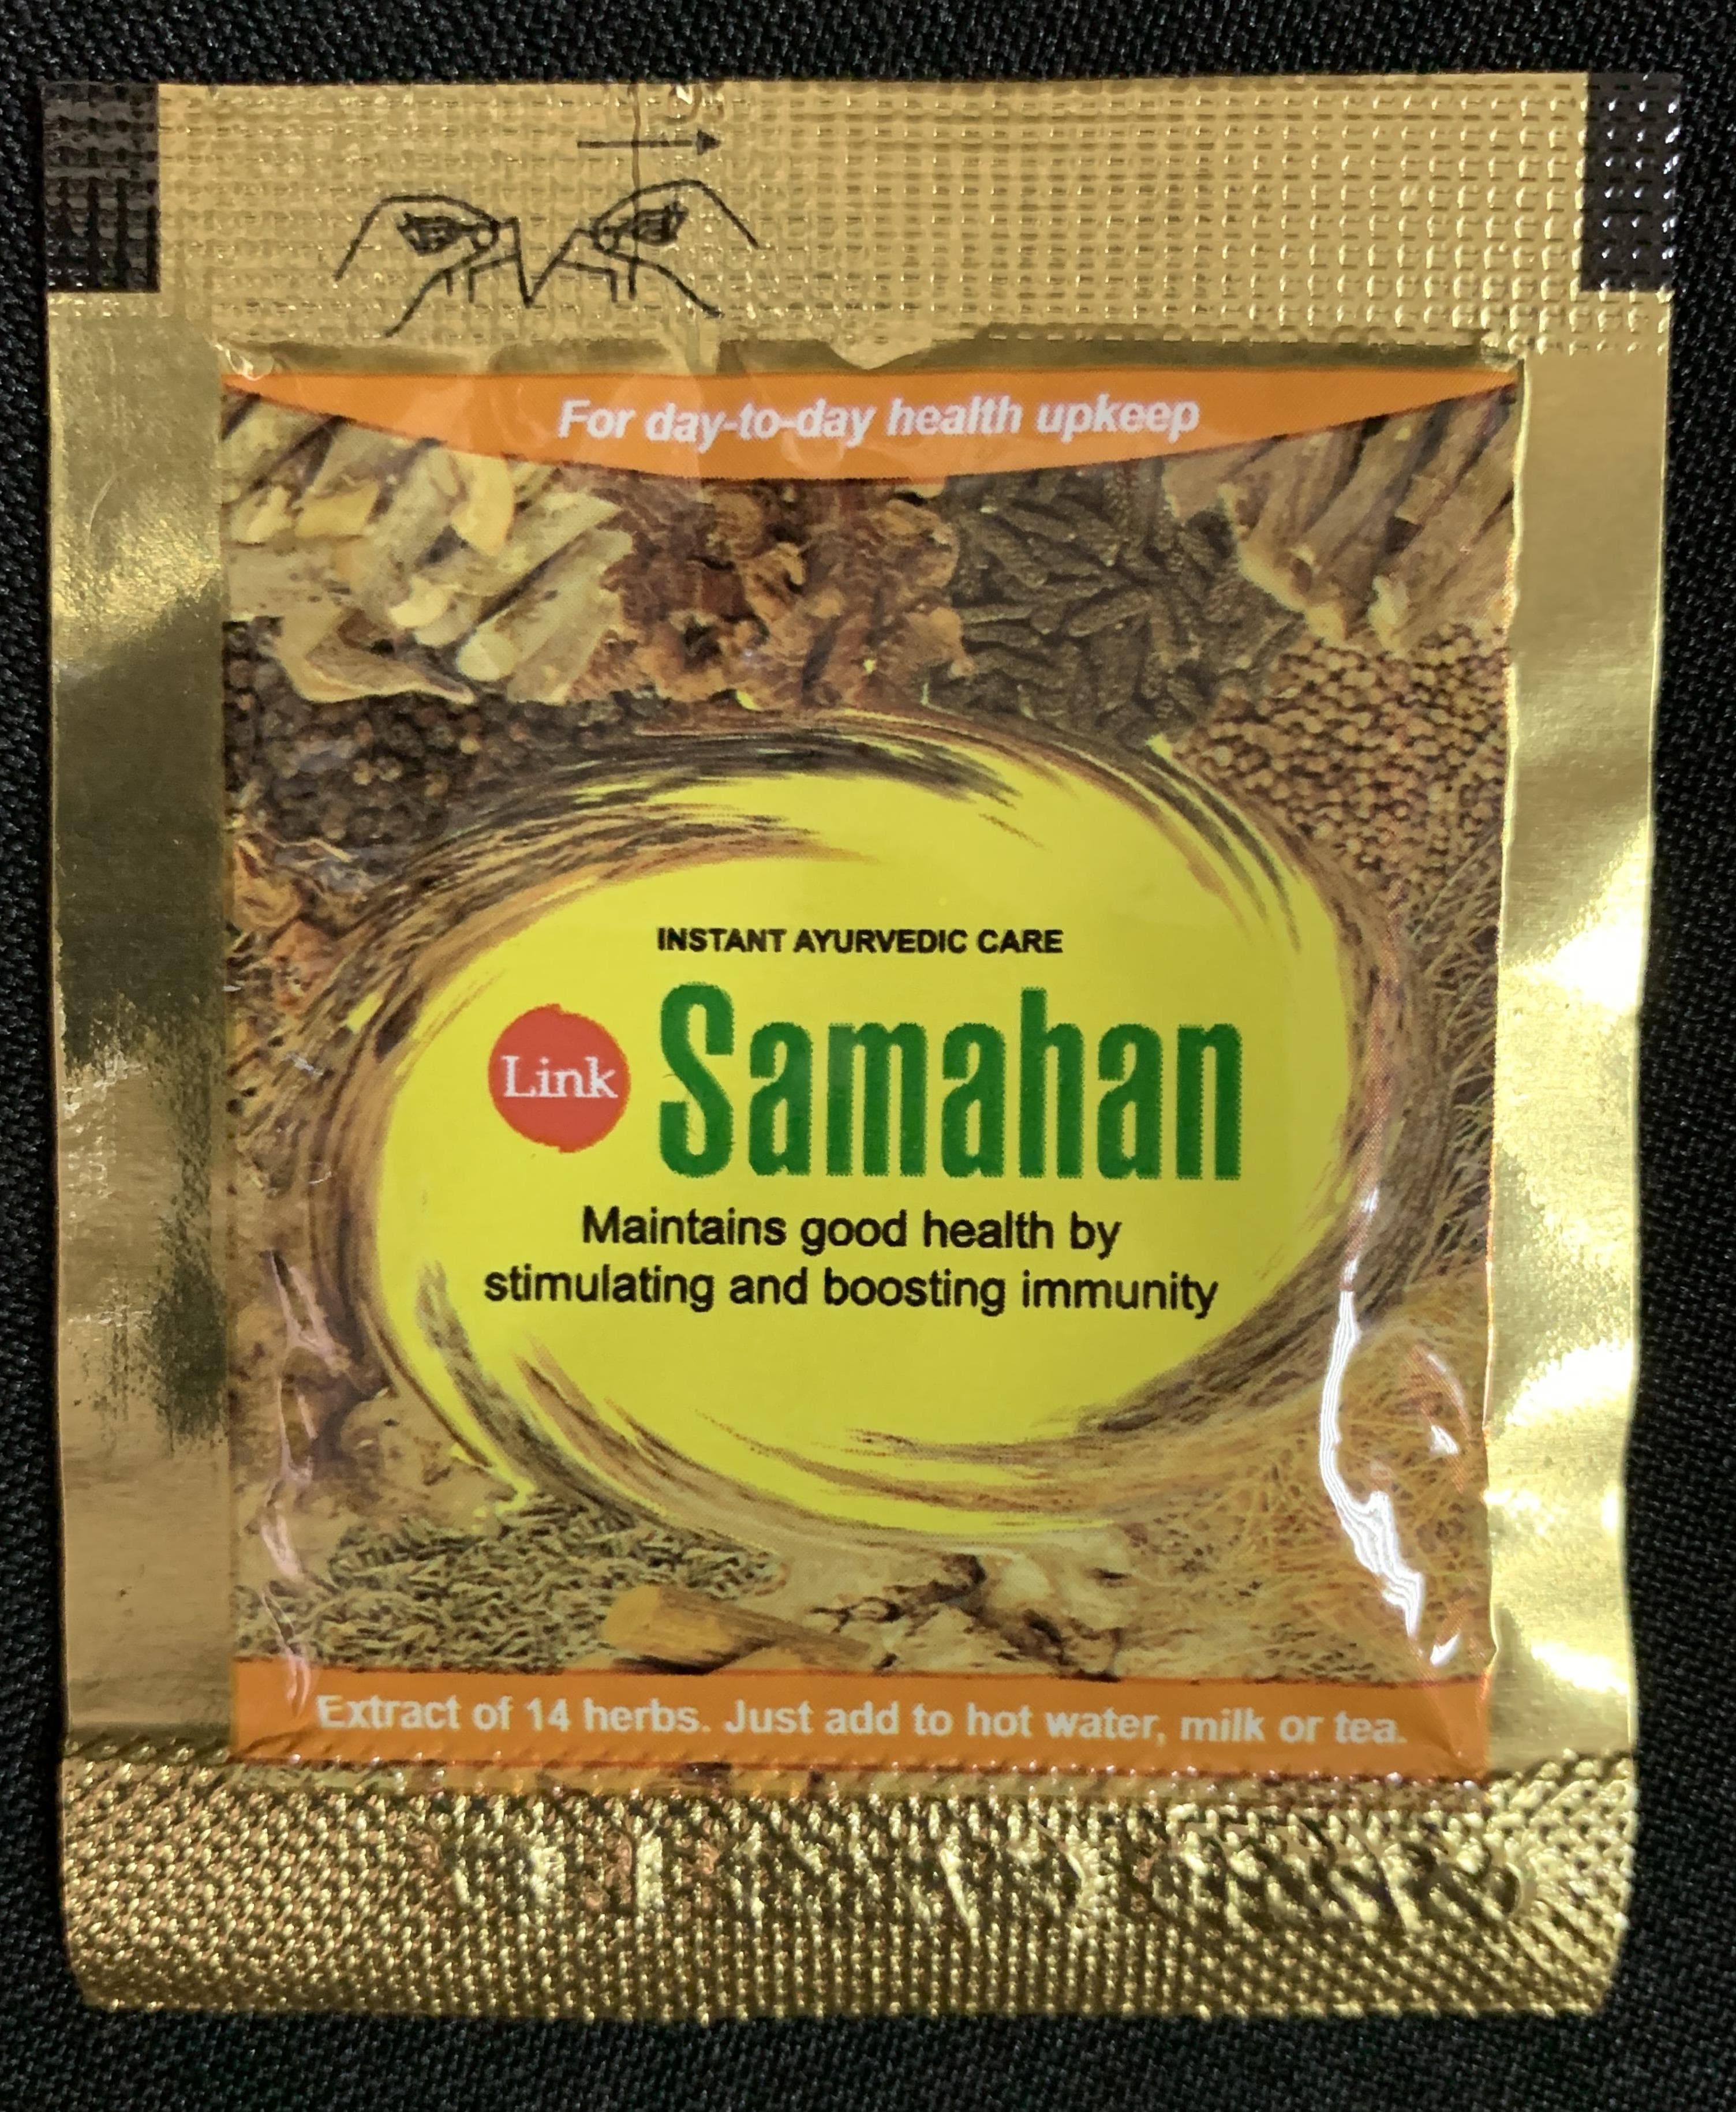 For day-to-day health upkeep
INSTANT AYURVEDIC CARE
Link
Samahan
Maintains good health by
stimulating and boosting immunity
Extract of 14 herbs. Just add to hot water, milk or tea.